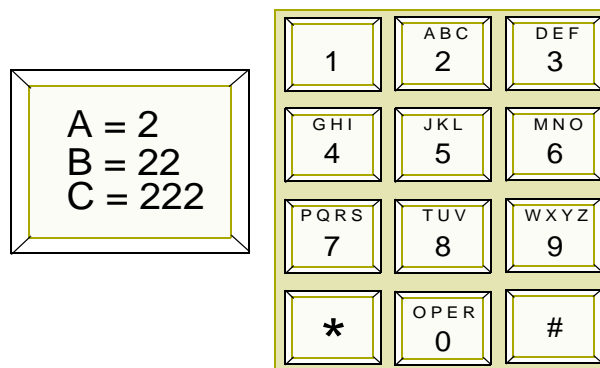 A = 2
B = 22
C = 222
1
ABC
2
DEF
3
GHI
4
JKL
5
MNO
6
PQRS
7
TUV
8
WXYZ
9
*
OPER
0
#